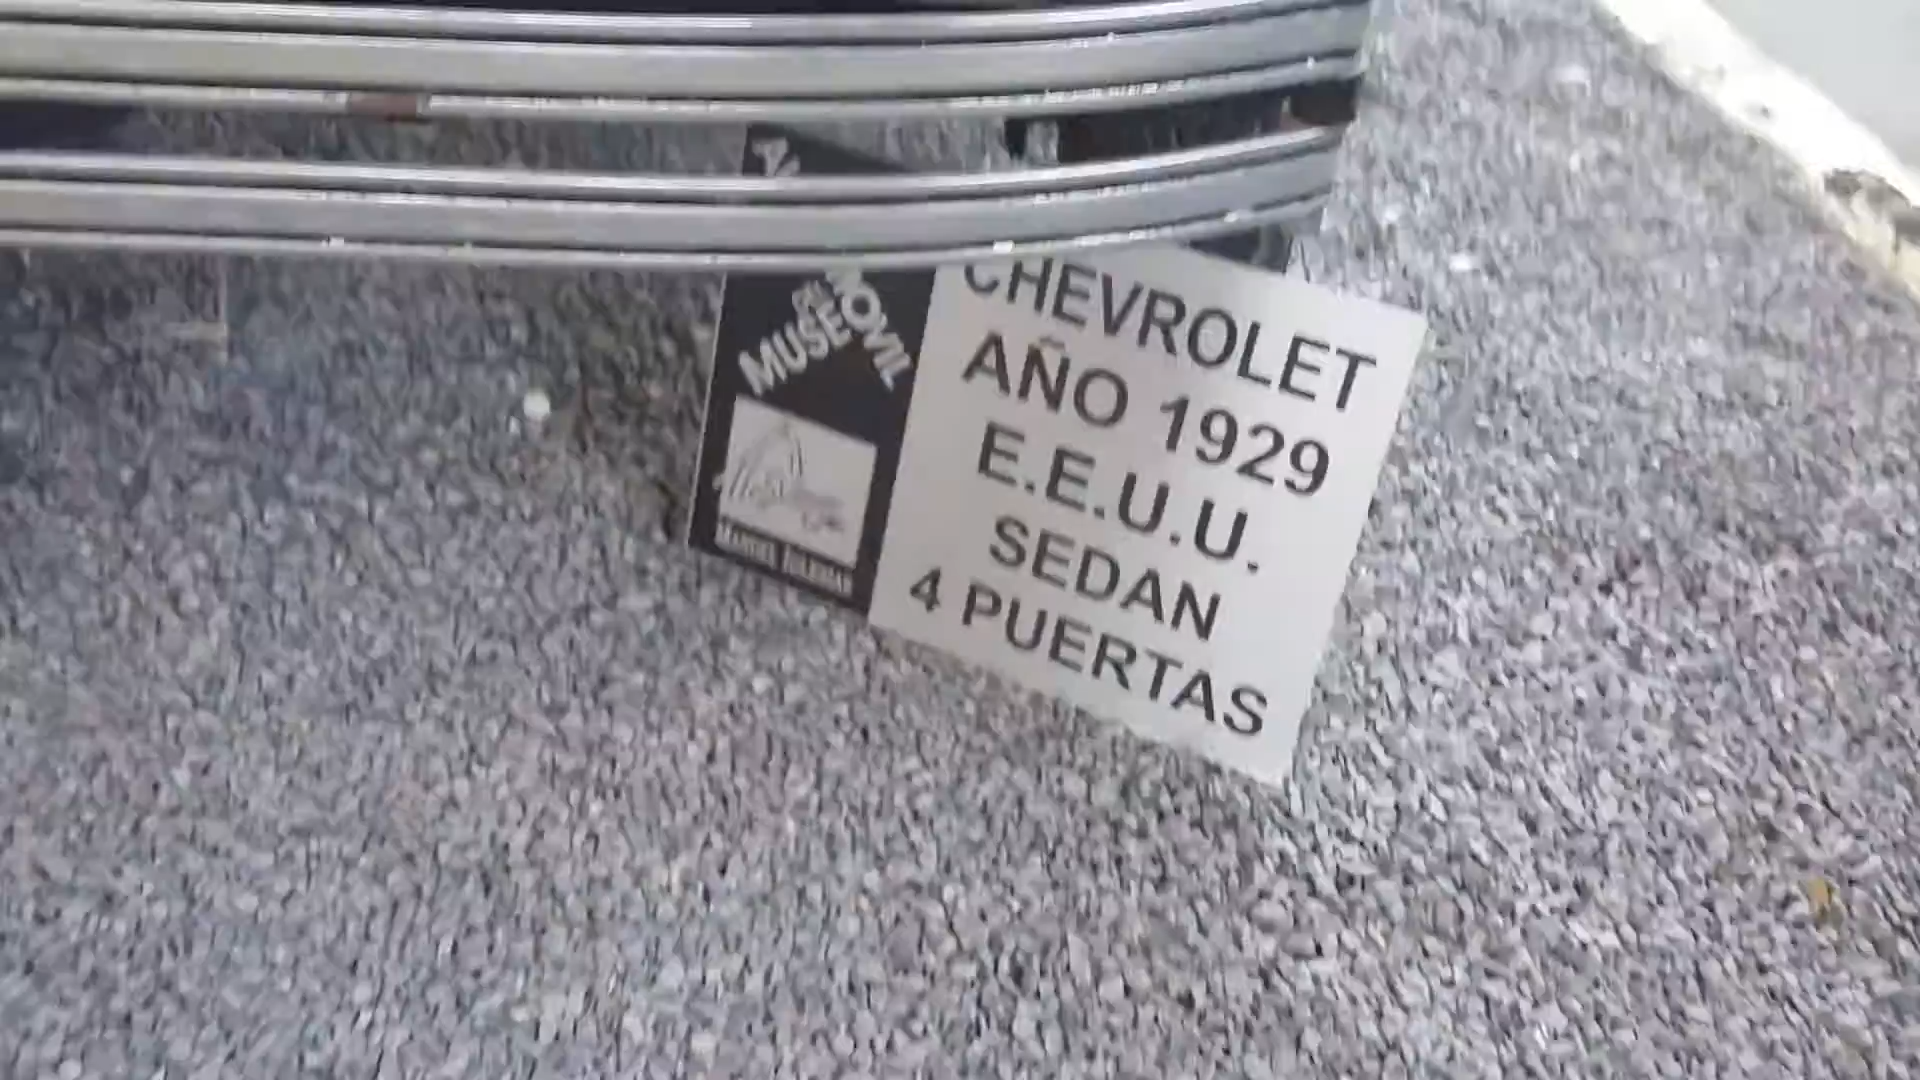 MUSEO
CHEVROLET
AÑO 1929
E.E.U.U.
SEDAN
4 PUERTAS